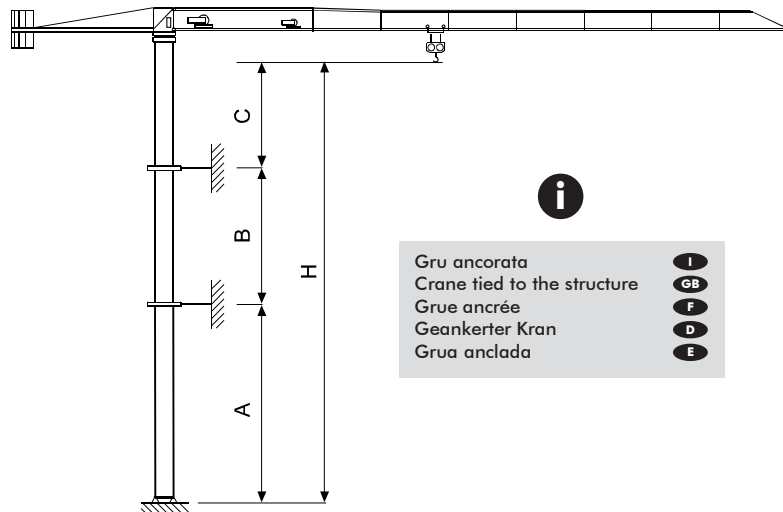 C
B
H
A
i
Gru ancorata I
Crane tied to the structure GB
Grue ancrée F
Geankerter Kran D
Grua anclada E